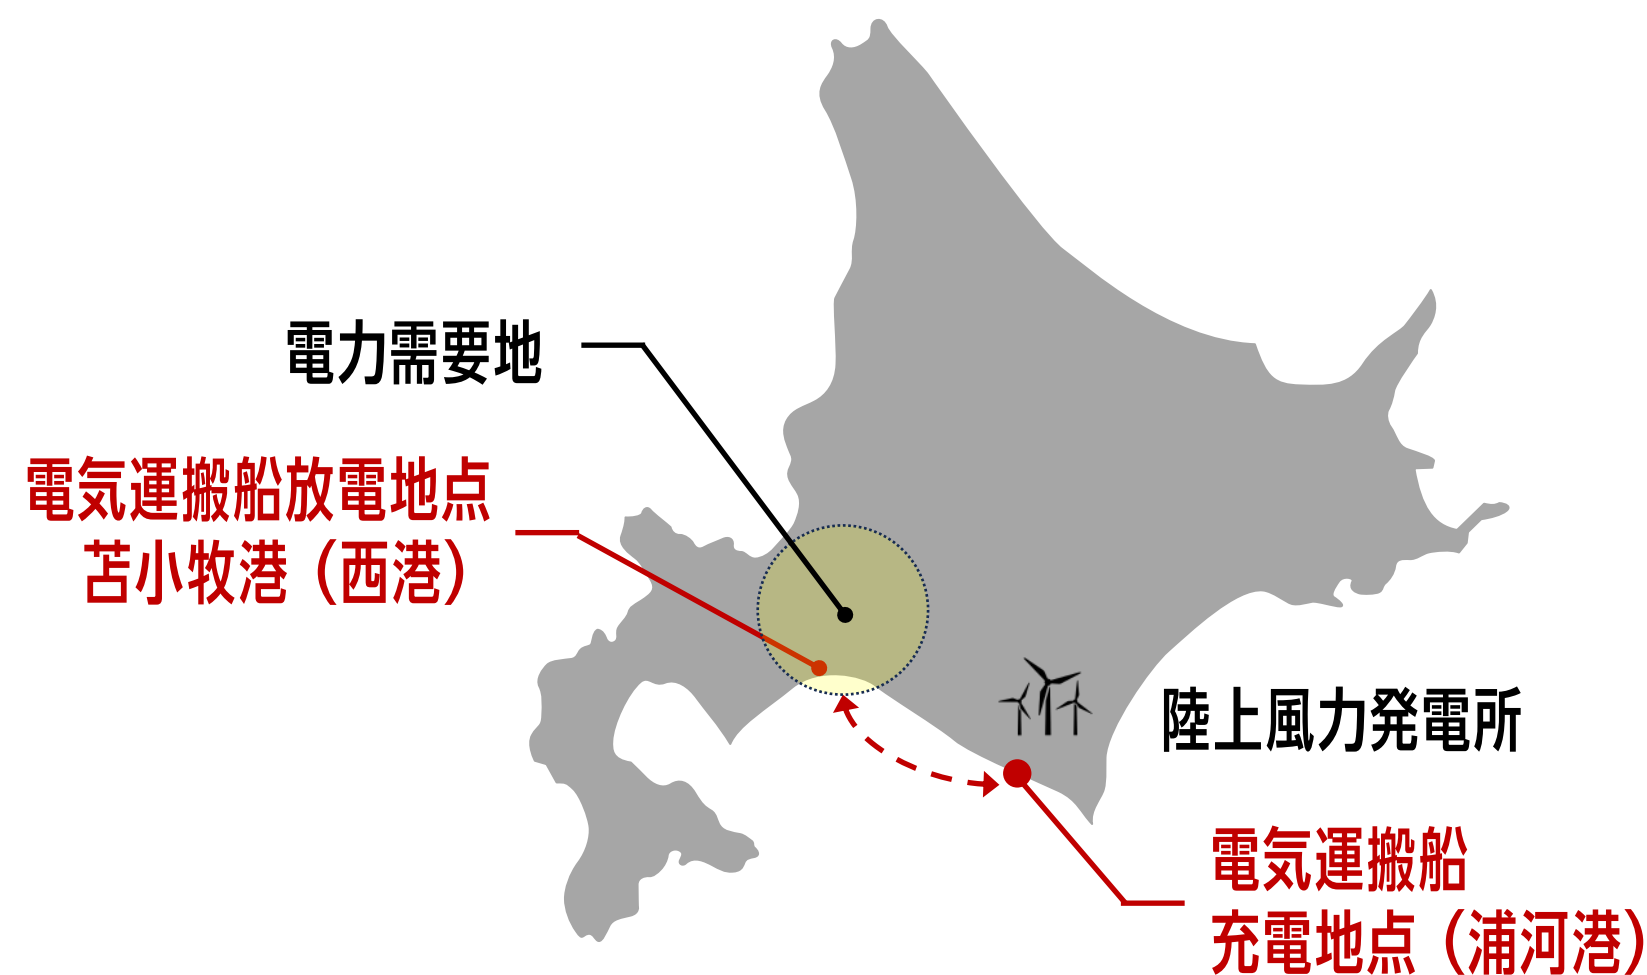 電力需要地
電気運搬船放電地点
苫小牧港（西港）
陸上風力発電所
電気運搬船
充電地点（浦河港）